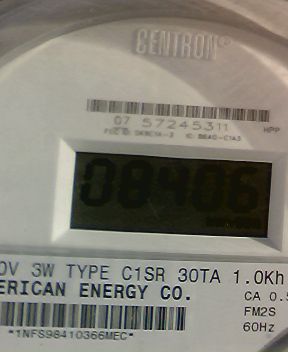 CENTRON®
07 57245311
HPP
08406
0V 3W TYPE C1SR 30TA 1.0Kh
ERICAN ENERGY CO.
CA 0.5
FM2S
*1NFS98410366MEC*
60Hz